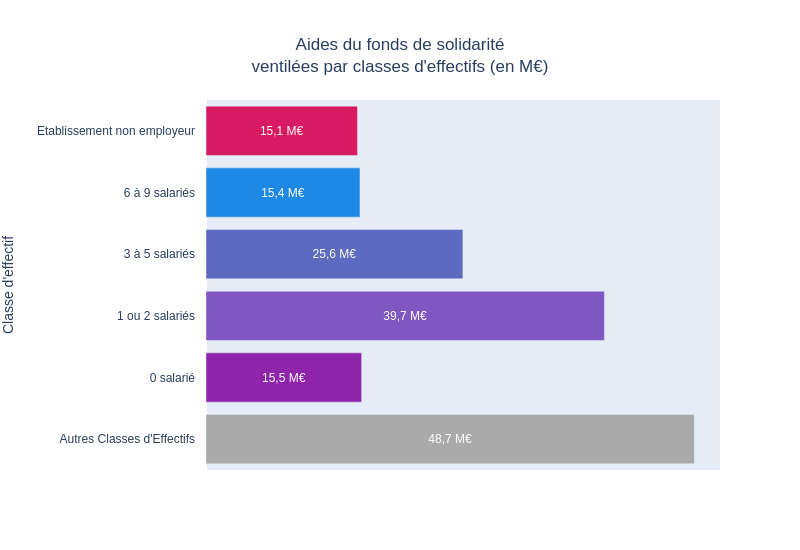 Aides du fonds de solidarité
ventilées par classes d'effectifs (en M€)
Classe d'effectif
Etablissement non employeur
15,1 M€
6 à 9 salariés
15,4 M€
3 à 5 salariés
25,6 M€
1 ou 2 salariés
39,7 M€
0 salarié
15,5 M€
Autres Classes d'Effectifs
48,7 M€